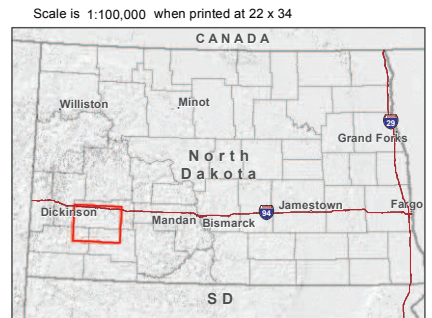 Scale is 1:100,000 when printed at 22 x 34
CANADA
Williston
Minot
29
Grand Forks
North
Dakota
Dickinson
Mandan
Bismarck
94
Jamestown
Fargo
SD